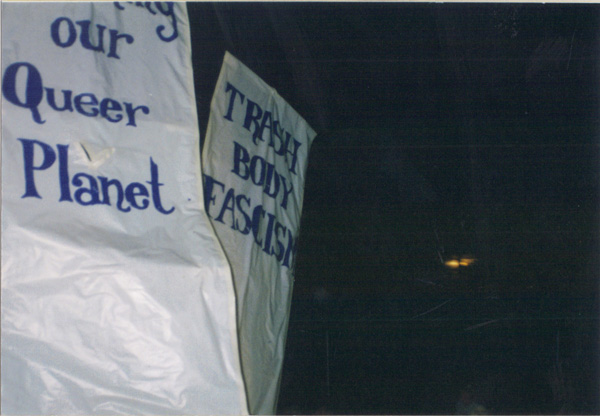 our
Queer
Planet
TRASH
BODY
FASCISM